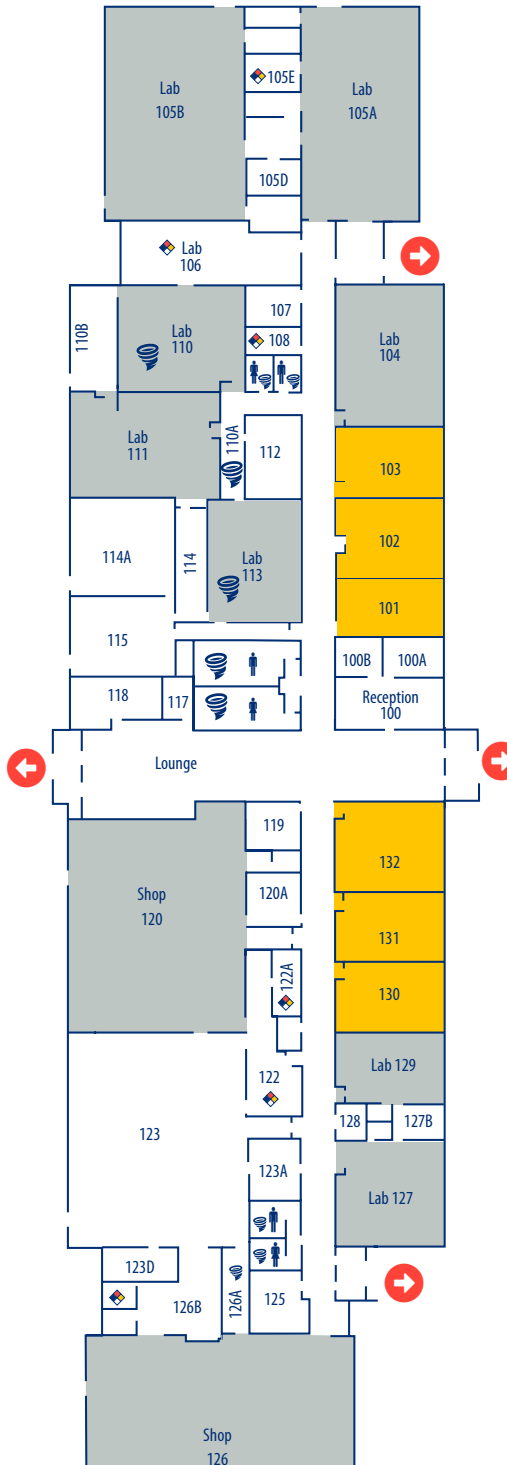 105E
Lab
105B
Lab
105A
105D
Lab
106
107
110B
Lab
110
108
Lab
104
Lab
111
110A
112
103
114A
114
Lab
113
102
101
115
100B
100A
118
117
Reception
100
Lounge
119
132
Shop
120
120A
131
122A
130
122
Lab 129
123
128
127B
123A
Lab 127
123D
126B
126A
125
Shop
126